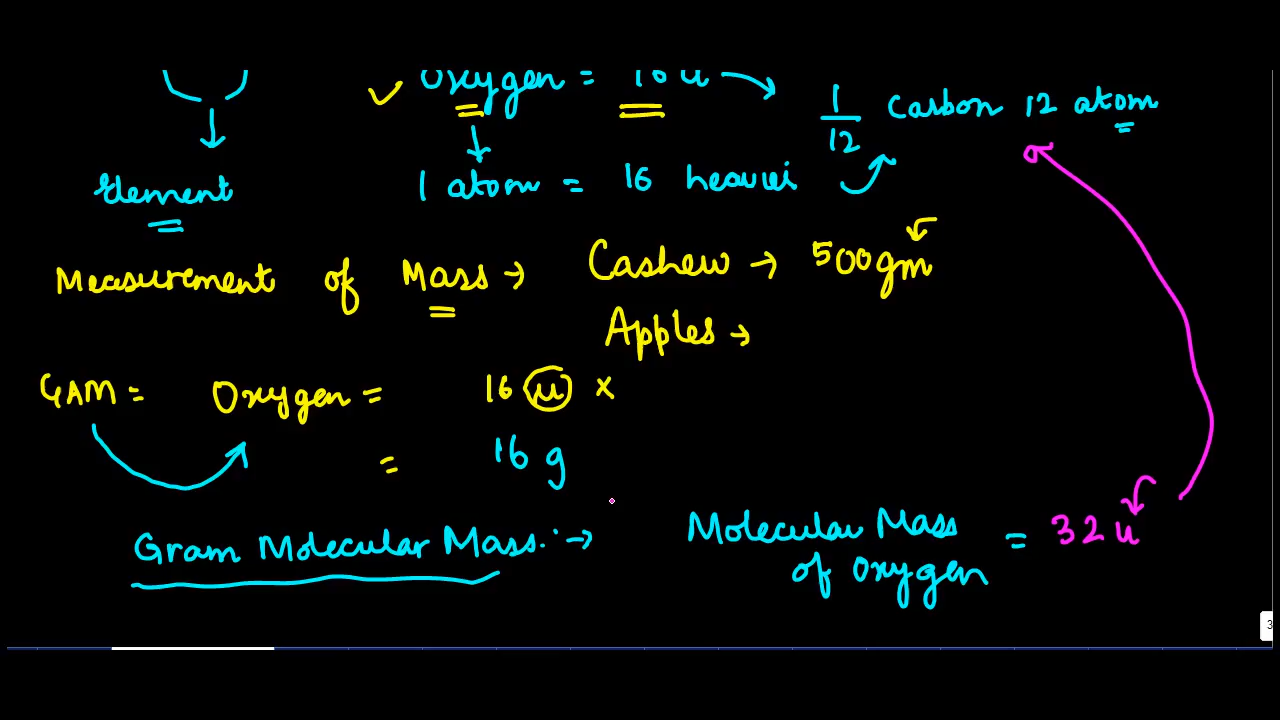 Oxygen = 16 u →
1/12 Carbon 12 atom
Element
1 atom = 16 heavier
Measurement of Mass → Cashew → 500gm
Apples →
GAM = Oxygen = 16 u ×
= 16 g
Gram Molecular Mass :→ Molecular Mass of Oxygen = 32 u
3